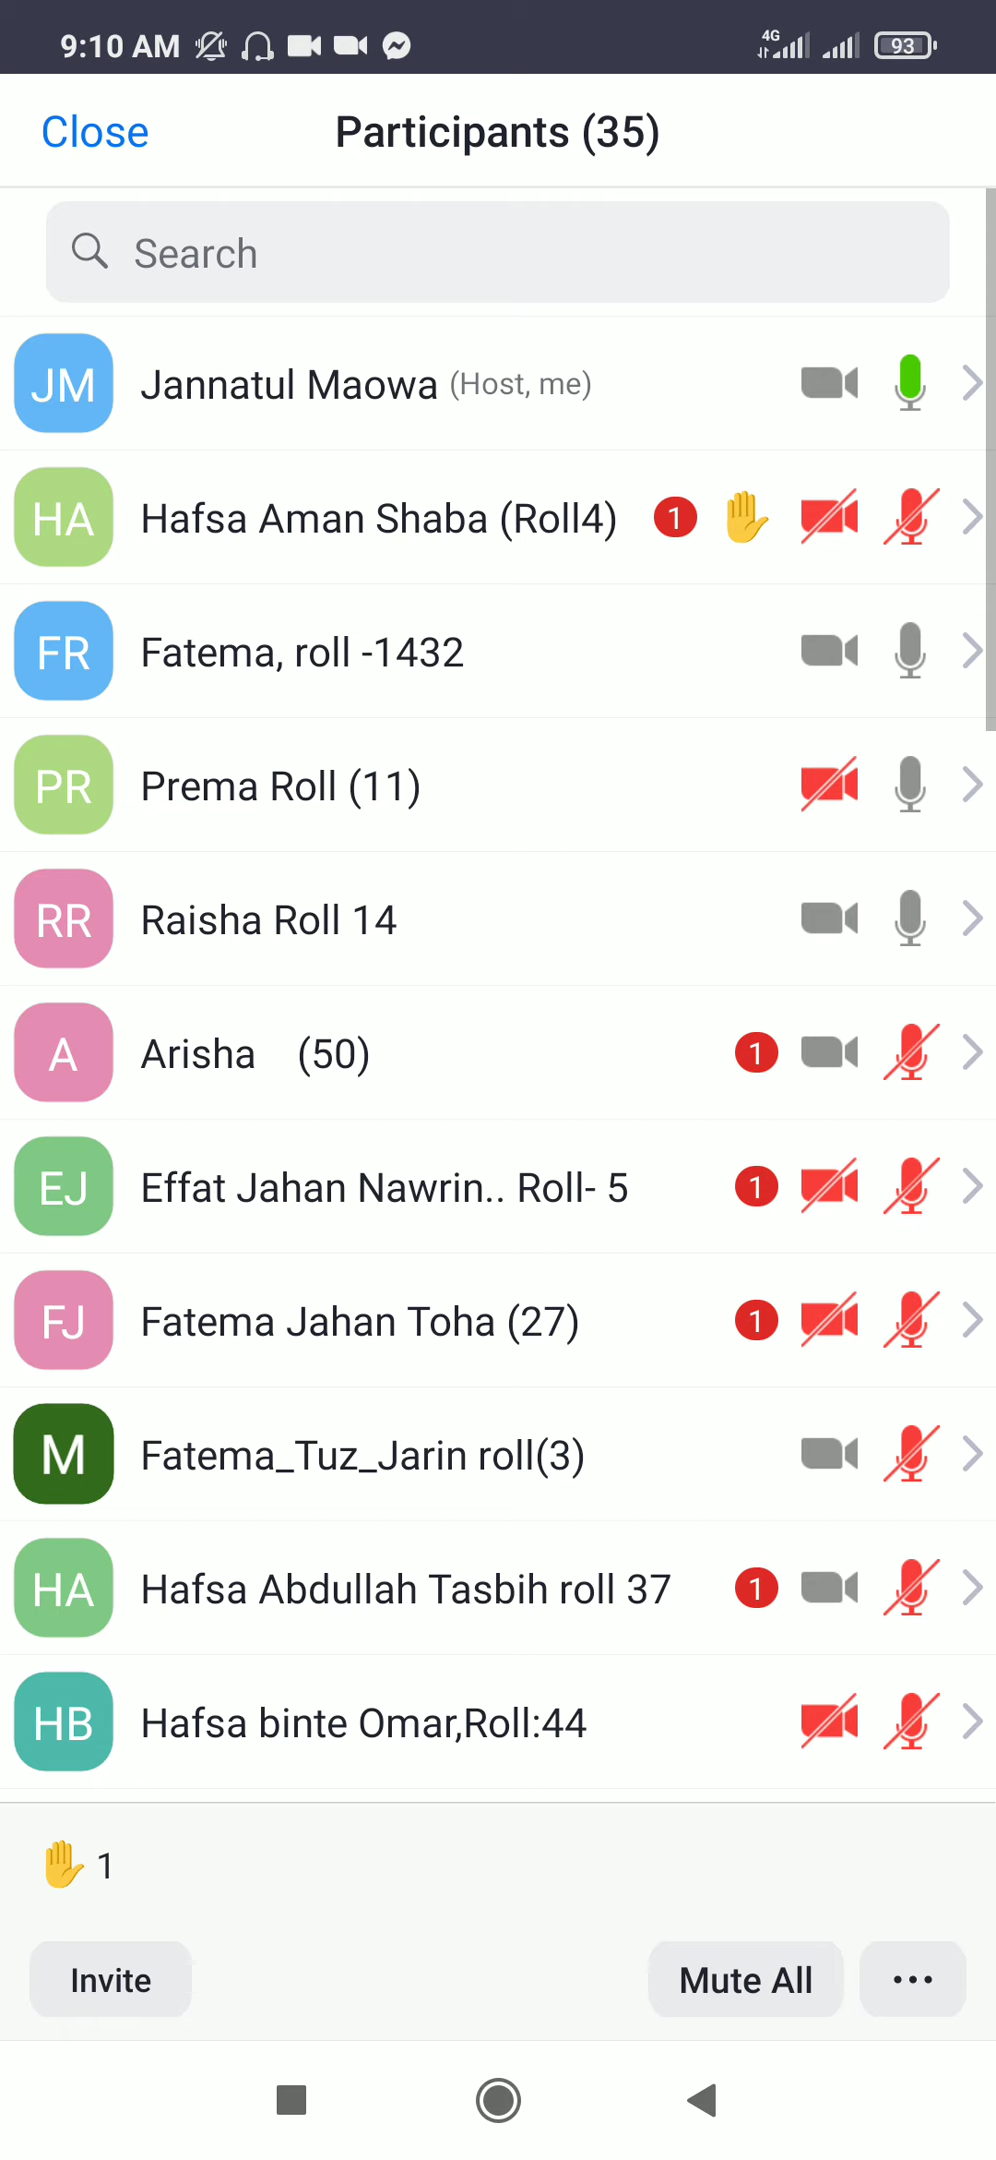 9:10 AM 4G 93
Close Participants (35)
Search
JM Jannatul Maowa (Host, me)
HA Hafsa Aman Shaba (Roll4) 1
FR Fatema, roll -1432
PR Prema Roll (11)
RR Raisha Roll 14
A Arisha (50) 1
EJ Effat Jahan Nawrin.. Roll- 5 1
FJ Fatema Jahan Toha (27) 1
M Fatema_Tuz_Jarin roll(3)
HA Hafsa Abdullah Tasbih roll 37 1
HB Hafsa binte Omar,Roll:44
1
Invite Mute All ...